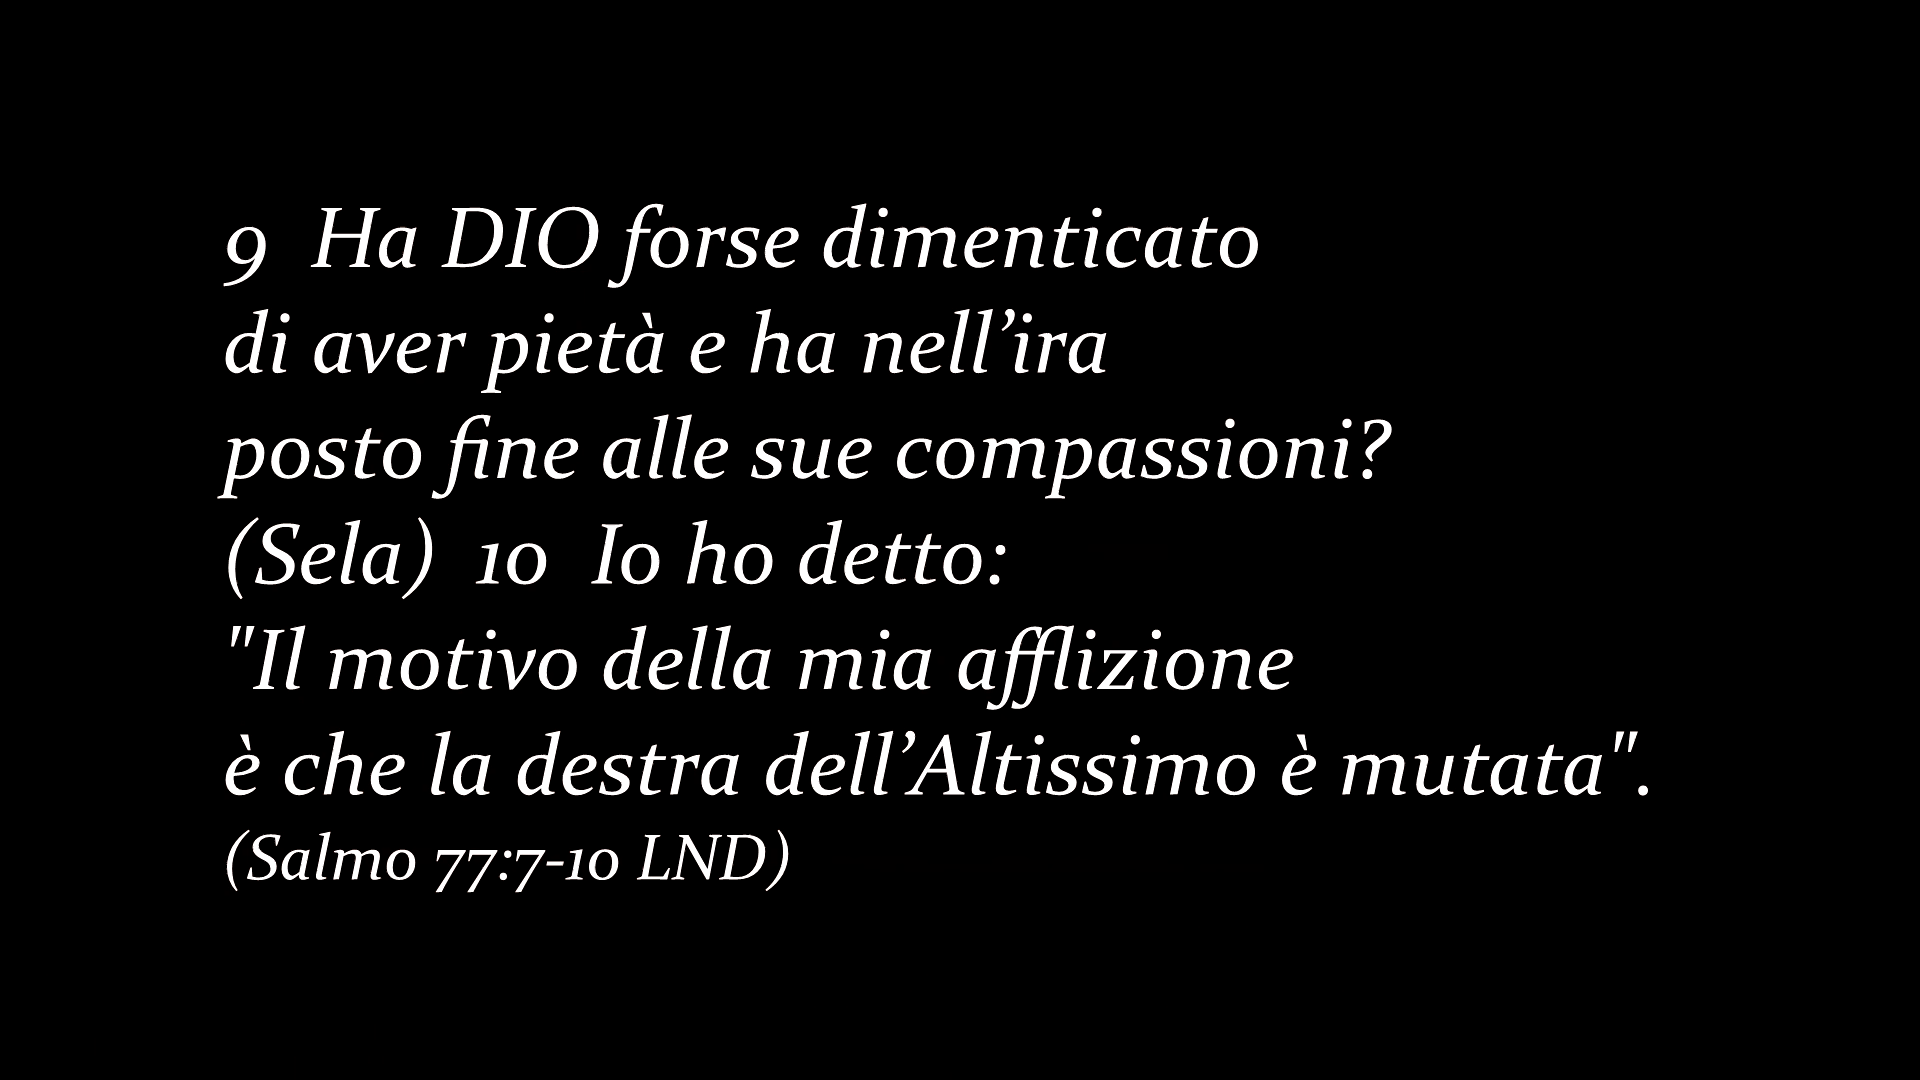 9  Ha DIO forse dimenticato
di aver pietà e ha nell’ira
posto fine alle sue compassioni?
(Sela)  10  Io ho detto:
"Il motivo della mia afflizione
è che la destra dell’Altissimo è mutata".
(Salmo 77:7-10 LND)